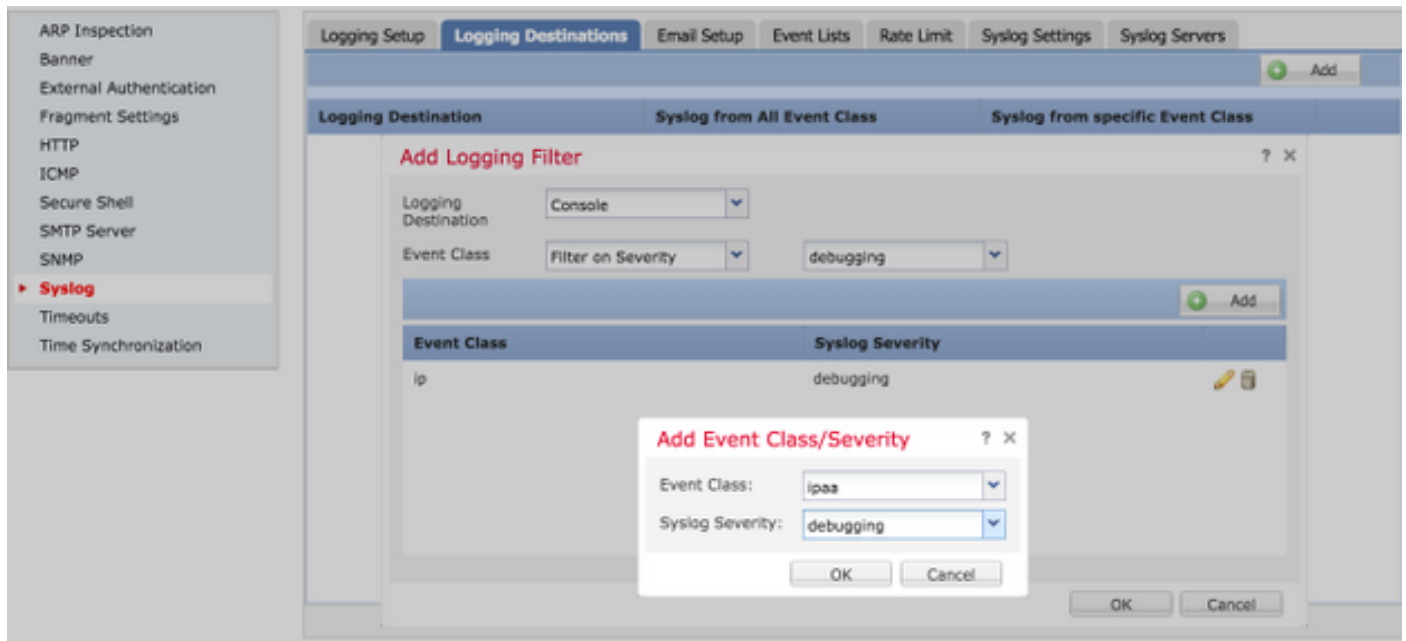 ARP Inspection
Banner
External Authentication
Fragment Settings
HTTP
ICMP
Secure Shell
SMTP Server
SNMP
Syslog
Timeouts
Time Synchronization
Logging Setup Logging Destinations Email Setup Event Lists Rate Limit Syslog Settings Syslog Servers
Add
Logging Destination Syslog from All Event Class Syslog from specific Event Class
Add Logging Filter ? ×
Logging Destination Console
Event Class Filter on Severity debugging
Add
Event Class Syslog Severity
ip debugging
Add Event Class/Severity ? ×
Event Class: ipaa
Syslog Severity: debugging
OK Cancel
OK Cancel